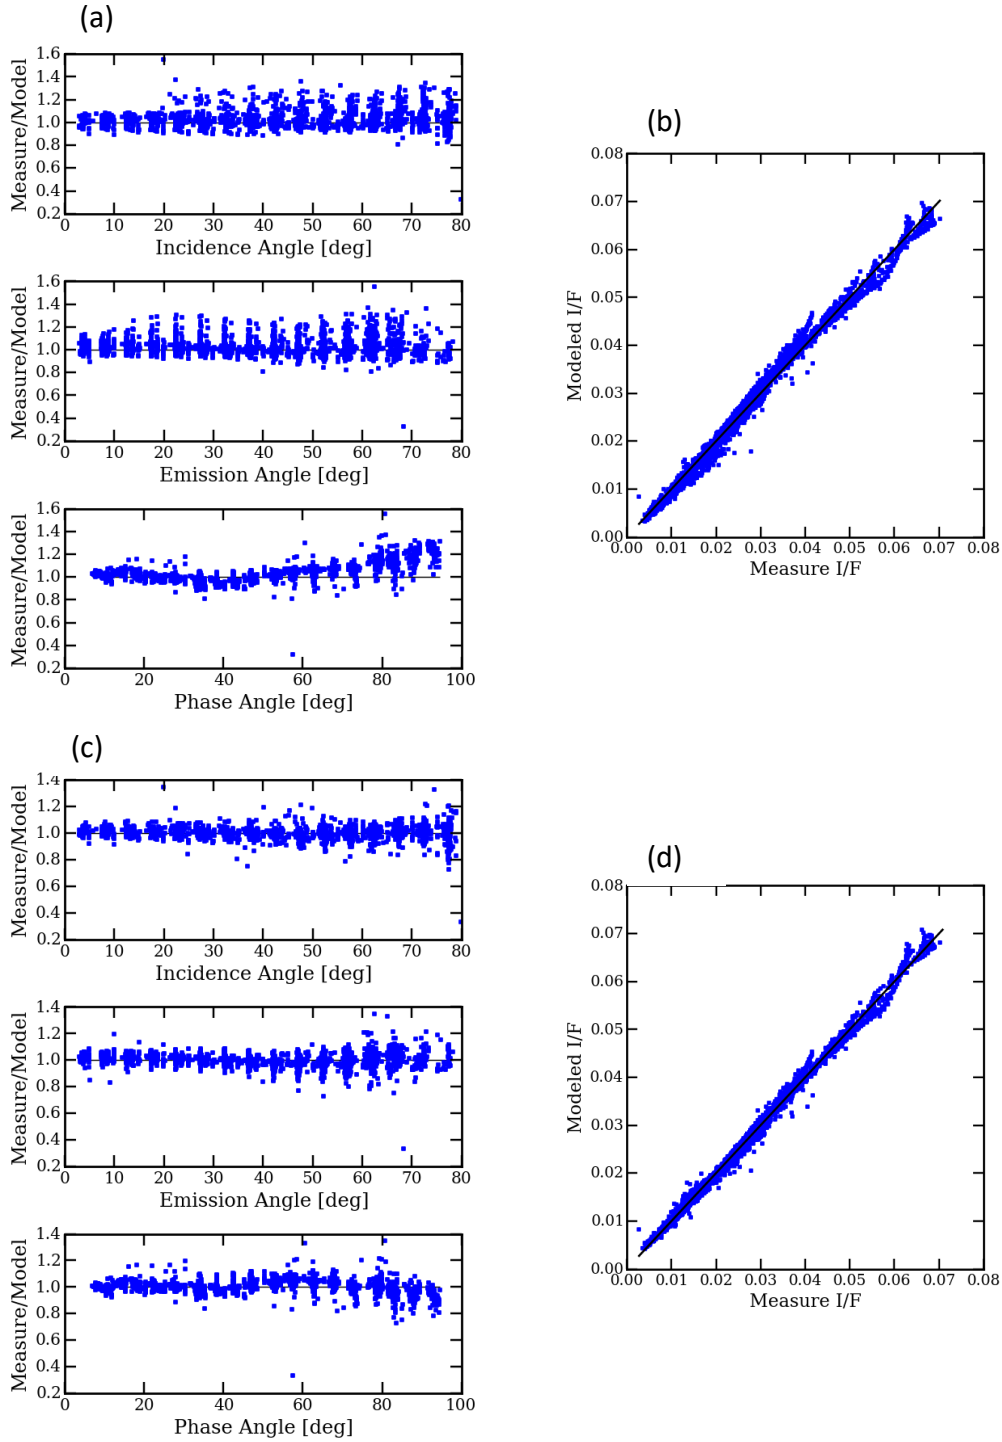 (a)
1.6
1.4
1.2
1.0
0.8
0.6
0.4
0.2
Measure/Model
0 10 20 30 40 50 60 70 80
Incidence Angle [deg]
1.6
1.4
1.2
1.0
0.8
0.6
0.4
0.2
Measure/Model
0 10 20 30 40 50 60 70 80
Emission Angle [deg]
1.6
1.4
1.2
1.0
0.8
0.6
0.4
0.2
Measure/Model
0 20 40 60 80 100
Phase Angle [deg]
(b)
0.08
0.07
0.06
0.05
0.04
0.03
0.02
0.01
0.00
Modeled I/F
0.00 0.01 0.02 0.03 0.04 0.05 0.06 0.07 0.08
Measure I/F
(c)
1.4
1.2
1.0
0.8
0.6
0.4
0.2
Measure/Model
0 10 20 30 40 50 60 70 80
Incidence Angle [deg]
1.4
1.2
1.0
0.8
0.6
0.4
0.2
Measure/Model
0 10 20 30 40 50 60 70 80
Emission Angle [deg]
1.4
1.2
1.0
0.8
0.6
0.4
0.2
Measure/Model
0 20 40 60 80 100
Phase Angle [deg]
(d)
0.08
0.07
0.06
0.05
0.04
0.03
0.02
0.01
0.00
Modeled I/F
0.00 0.01 0.02 0.03 0.04 0.05 0.06 0.07 0.08
Measure I/F